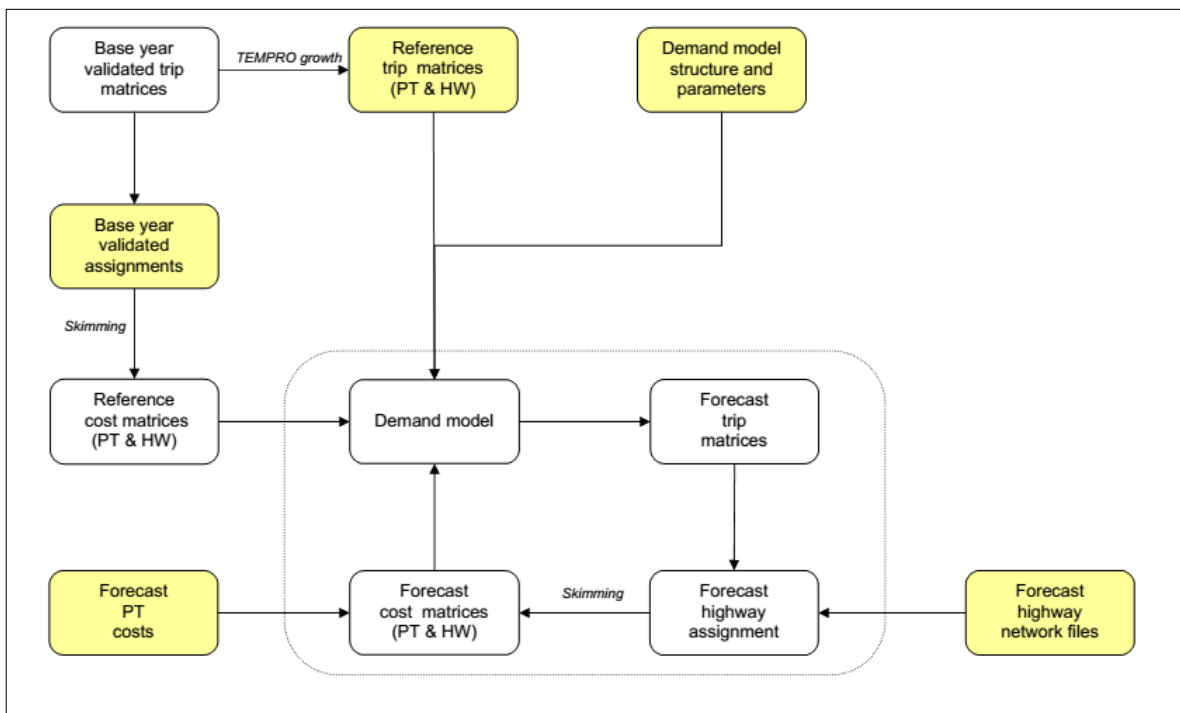 Base year
validated trip
matrices
TEMPRO growth
Reference
trip matrices
(PT & HW)
Demand model
structure and
parameters
Base year
validated
assignments
Skimming
Reference
cost matrices
(PT & HW)
Demand model
Forecast
trip
matrices
Forecast
PT
costs
Forecast
cost matrices
(PT & HW)
Skimming
Forecast
highway
assignment
Forecast
highway
network files